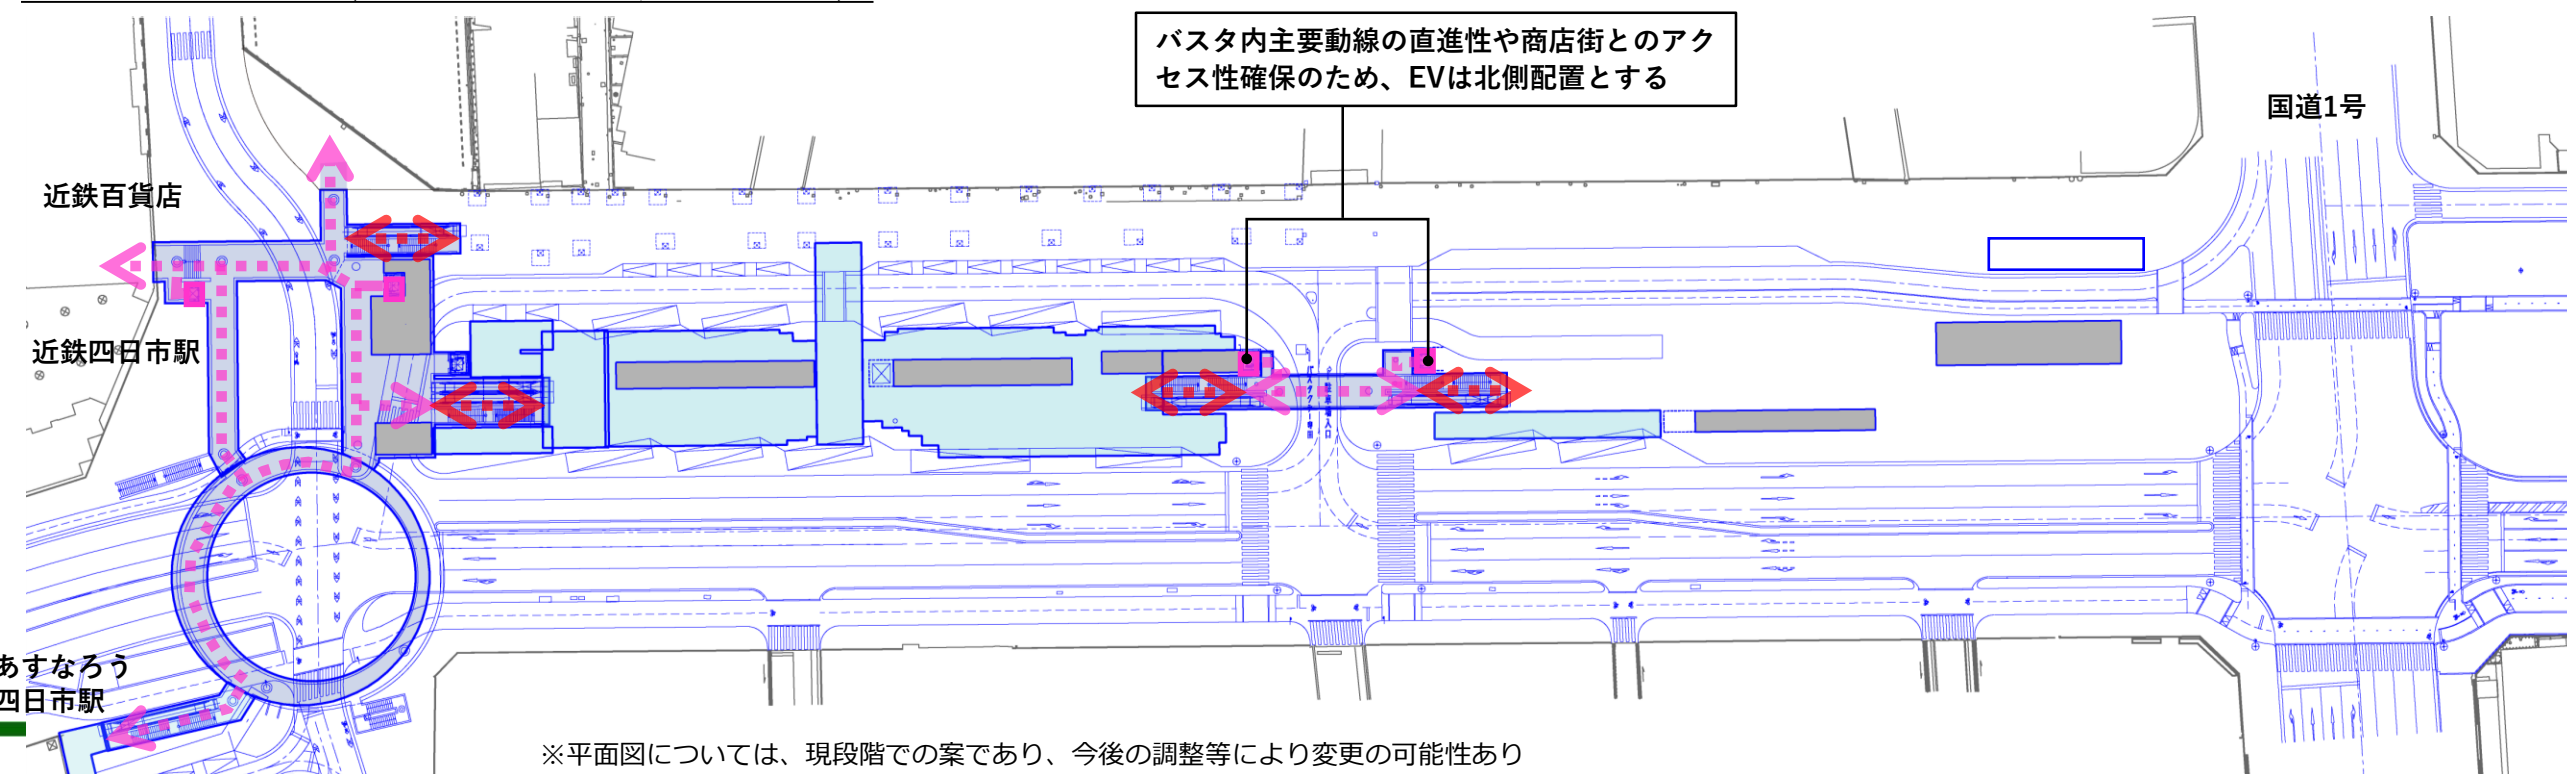 バスタ内主要動線の直進性や商店街とのアク
セス性確保のため、EVは北側配置とする
国道1号
近鉄百貨店
近鉄四日市駅
あすなろう
四日市駅
※平面図については、現段階での案であり、今後の調整等により変更の可能性あり